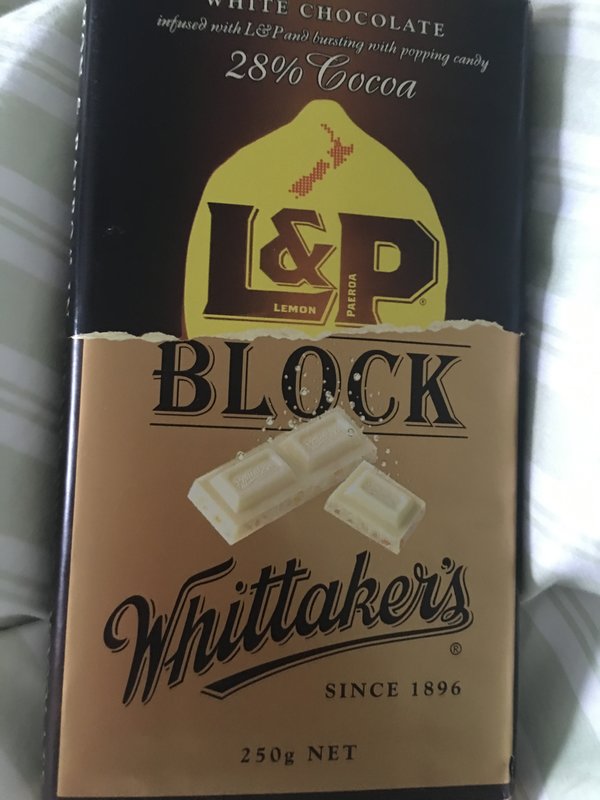 WHITE CHOCOLATE
infused with L&P and bursting with popping candy
28% Cocoa
L&P
LEMON
PAEROA
®
BLOCK
Whittaker's
®
SINCE 1896
250g NET